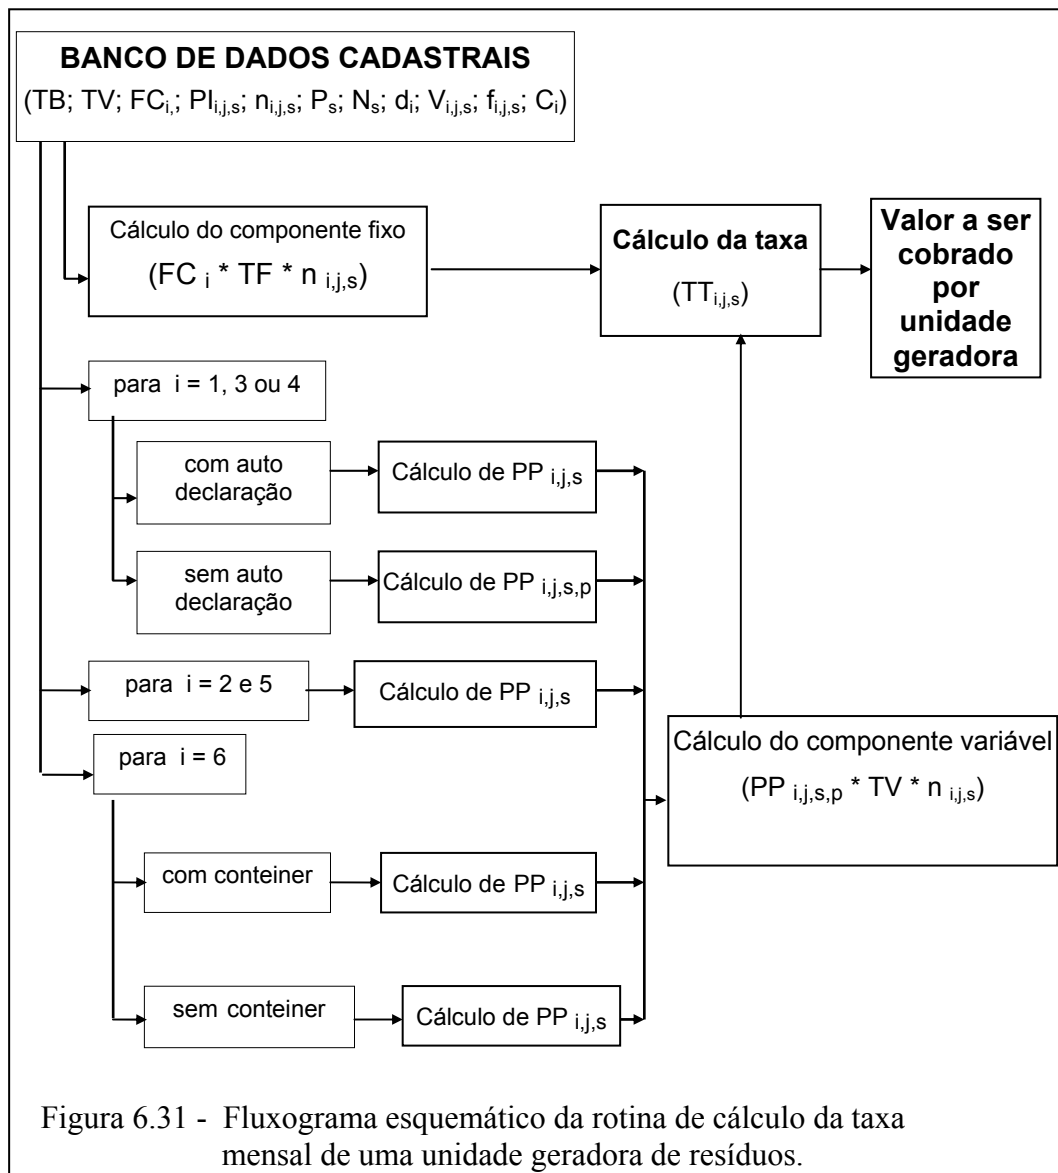 BANCO DE DADOS CADASTRAIS
(TB; TV; FCi,; PIi,j,s; ni,j,s; Ps; Ns; di; Vi,j,s; fi,j,s; Ci)
Cálculo do componente fixo
(FC i * TF * n i,j,s)
Cálculo da taxa
(TTi,j,s)
Valor a ser
cobrado
por
unidade
geradora
para i = 1, 3 ou 4
com auto
declaração
Cálculo de PP i,j,s
sem auto
declaração
Cálculo de PP i,j,s,p
para i = 2 e 5
Cálculo de PP i,j,s
para i = 6
Cálculo do componente variável
(PP i,j,s,p * TV * n i,j,s)
com conteiner
Cálculo de PP i,j,s
sem conteiner
Cálculo de PP i,j,s
Figura 6.31 - Fluxograma esquemático da rotina de cálculo da taxa
mensal de uma unidade geradora de resíduos.